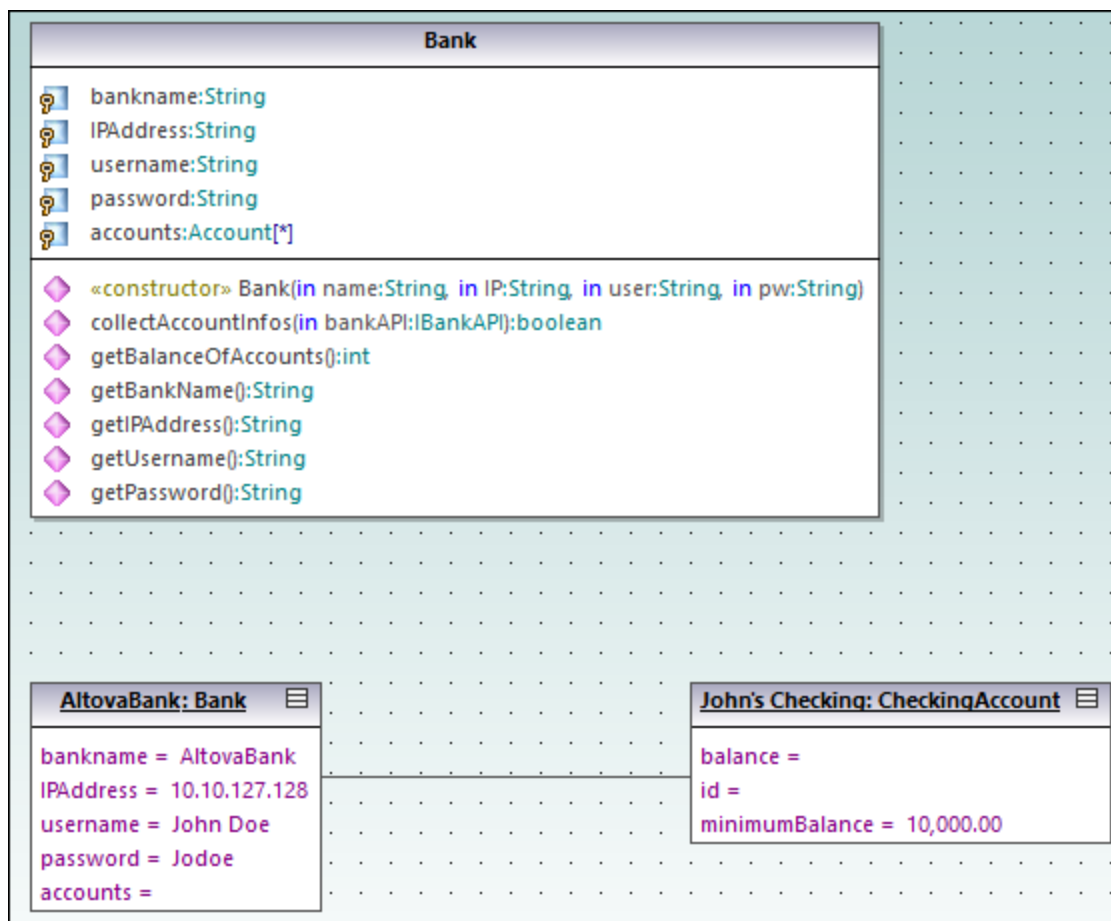 Bank
bankname:String
IPAddress:String
username:String
password:String
accounts:Account[*]
«constructor» Bank(in name:String, in IP:String, in user:String, in pw:String)
collectAccountInfos(in bankAPI:IBankAPI):boolean
getBalanceOfAccounts():int
getBankName():String
getIPAddress():String
getUsername():String
getPassword():String
AltovaBank: Bank
bankname = AltovaBank
IPAddress = 10.10.127.128
username = John Doe
password = Jodoe
accounts =
John's Checking: CheckingAccount
balance =
id =
minimumBalance = 10,000.00